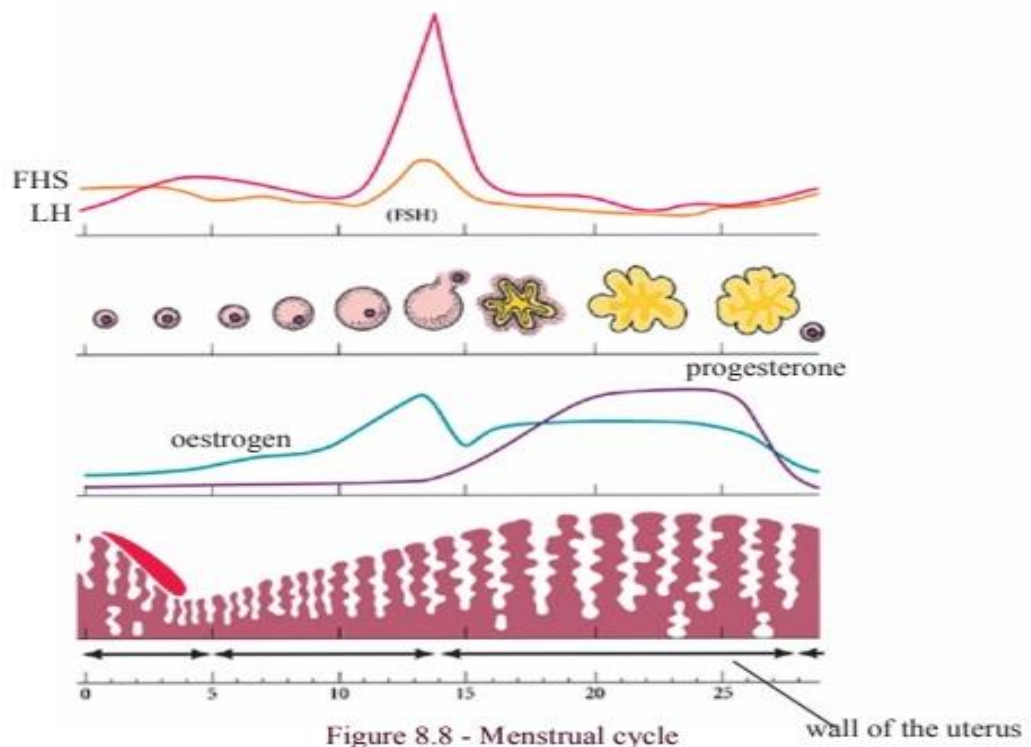 FHS
LH
(FSH)
progesterone
oestrogen
0 5 10 15 20 25
wall of the uterus
Figure 8.8 - Menstrual cycle